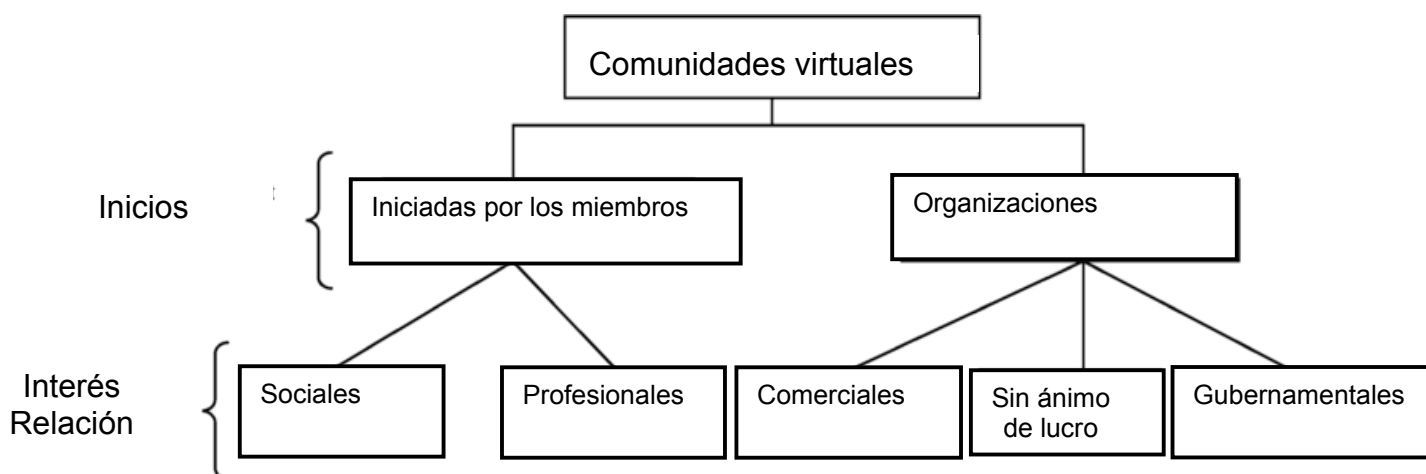 Comunidades virtuales
Inicios
Iniciadas por los miembros
Organizaciones
Interés
Relación
Sociales
Profesionales
Comerciales
Sin ánimo
de lucro
Gubernamentales